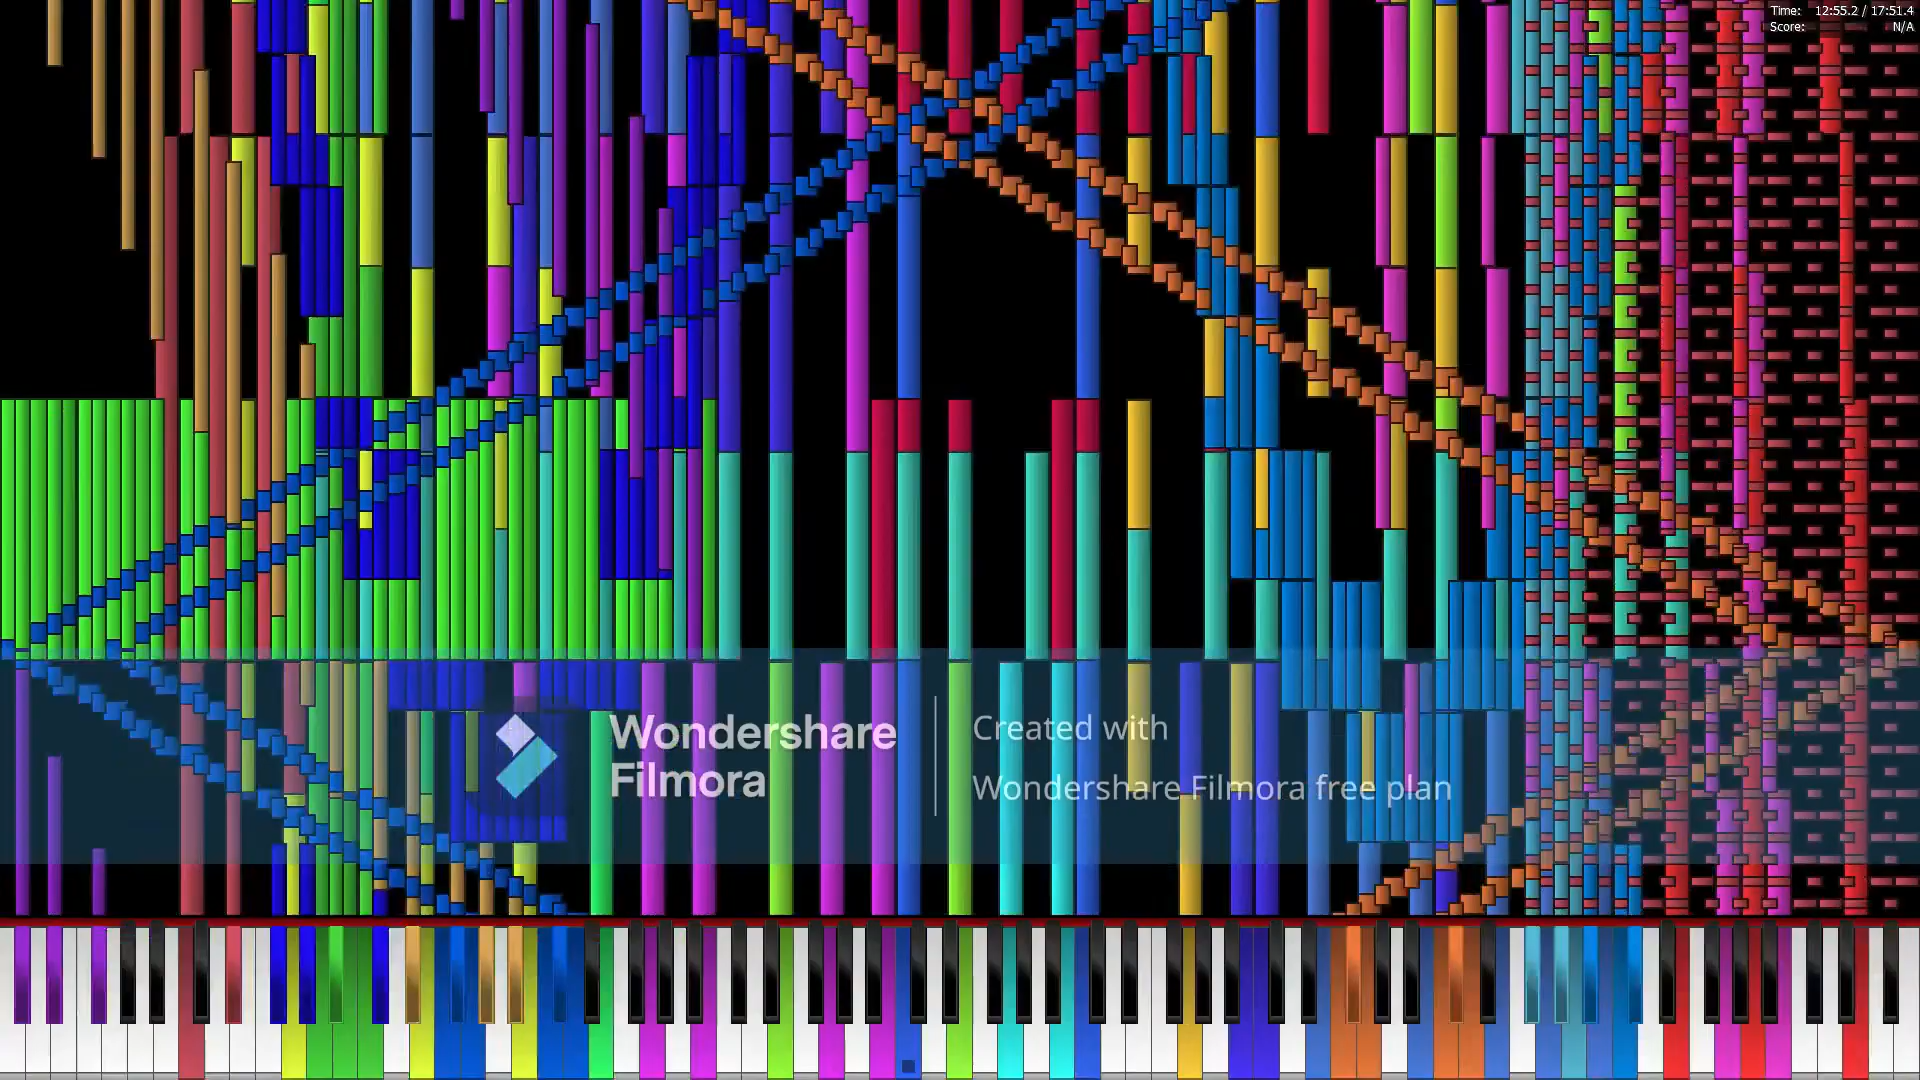 Time: 12:55.2 / 17:51.4
Score: N/A
Wondershare
Filmora
Created with
Wondershare Filmora free plan